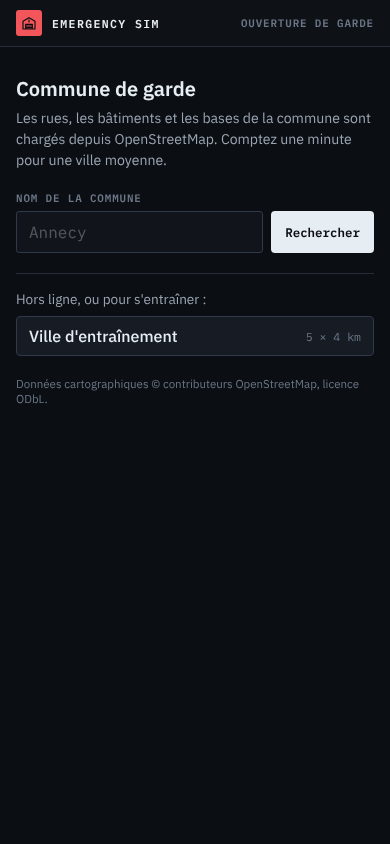 EMERGENCY SIM
OUVERTURE DE GARDE
Commune de garde
Les rues, les bâtiments et les bases de la commune sont
chargés depuis OpenStreetMap. Comptez une minute
pour une ville moyenne.
NOM DE LA COMMUNE
Annecy
Rechercher
Hors ligne, ou pour s'entraîner :
Ville d'entraînement
5 × 4 km
Données cartographiques © contributeurs OpenStreetMap, licence
ODbL.